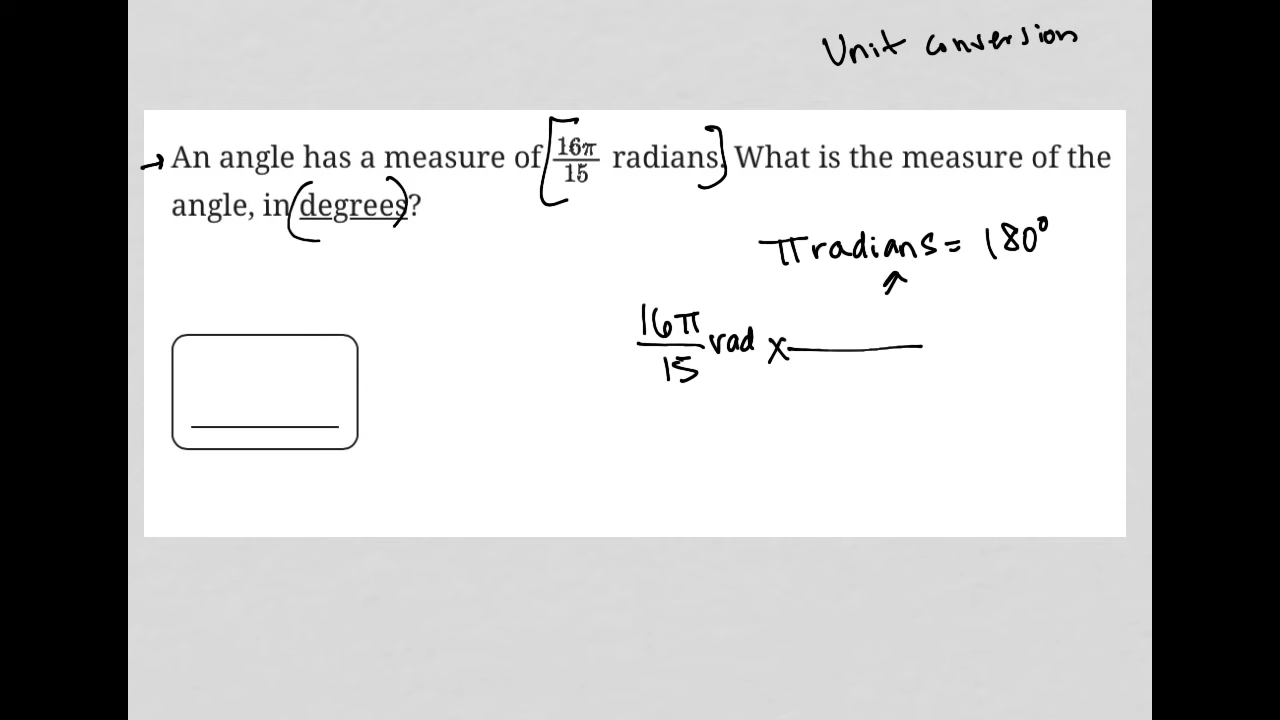 Unit conversion
An angle has a measure of 16π/15 radians. What is the measure of the
angle, in degrees?
π radians = 180°
16π/15 rad x